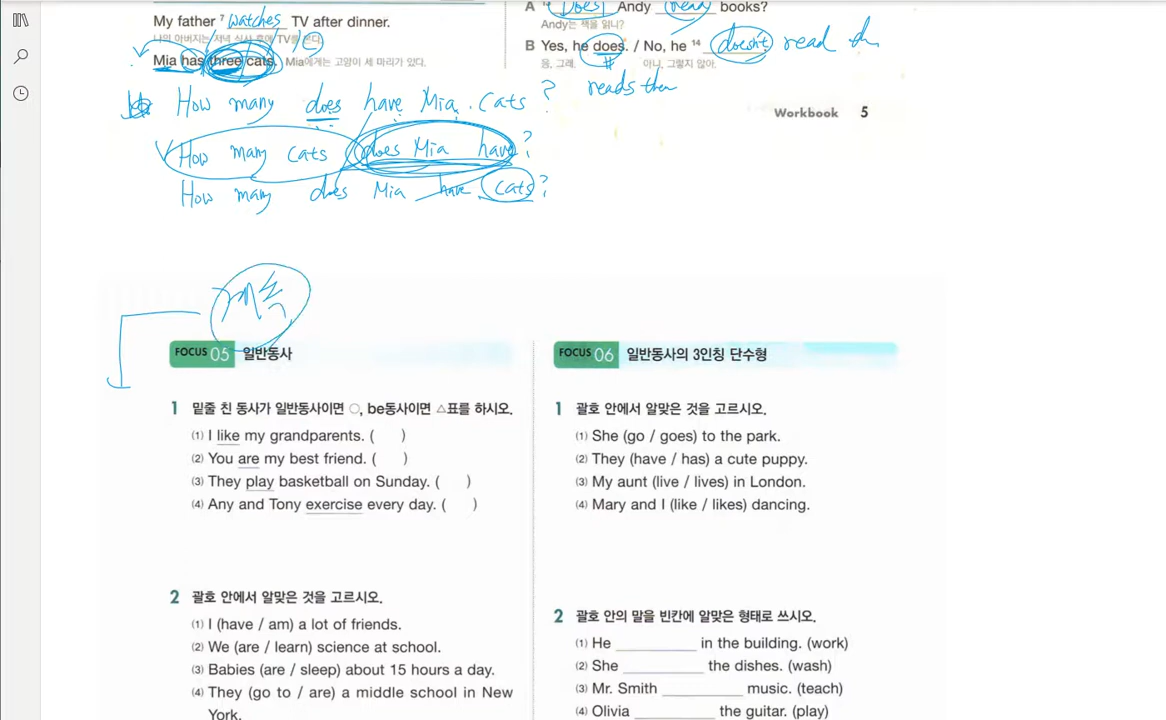 My father ⁷ watches TV after dinner.
나의 아버지는 저녁 식사 후에 TV를 본다.
Mia has three cats. Mia에게는 고양이 세 마리가 있다.
How many does have Mia cats?
How many cats does Mia have?
How many does Mia have cats?
A Does Andy read books?
Andy는 책을 읽니?
B Yes, he does. / No, he ¹⁴ doesn't read
응, 그래. 아니, 그렇지 않아.
reads
Workbook 5
계속
FOCUS 05 일반동사
1 밑줄 친 동사가 일반동사이면 ○, be동사이면 △표를 하시오.
(1) I like my grandparents. ( )
(2) You are my best friend. ( )
(3) They play basketball on Sunday. ( )
(4) Any and Tony exercise every day. ( )
2 괄호 안에서 알맞은 것을 고르시오.
(1) I (have / am) a lot of friends.
(2) We (are / learn) science at school.
(3) Babies (are / sleep) about 15 hours a day.
(4) They (go to / are) a middle school in New
York.
FOCUS 06 일반동사의 3인칭 단수형
1 괄호 안에서 알맞은 것을 고르시오.
(1) She (go / goes) to the park.
(2) They (have / has) a cute puppy.
(3) My aunt (live / lives) in London.
(4) Mary and I (like / likes) dancing.
2 괄호 안의 말을 빈칸에 알맞은 형태로 쓰시오.
(1) He ________ in the building. (work)
(2) She ________ the dishes. (wash)
(3) Mr. Smith ________ music. (teach)
(4) Olivia ________ the guitar. (play)